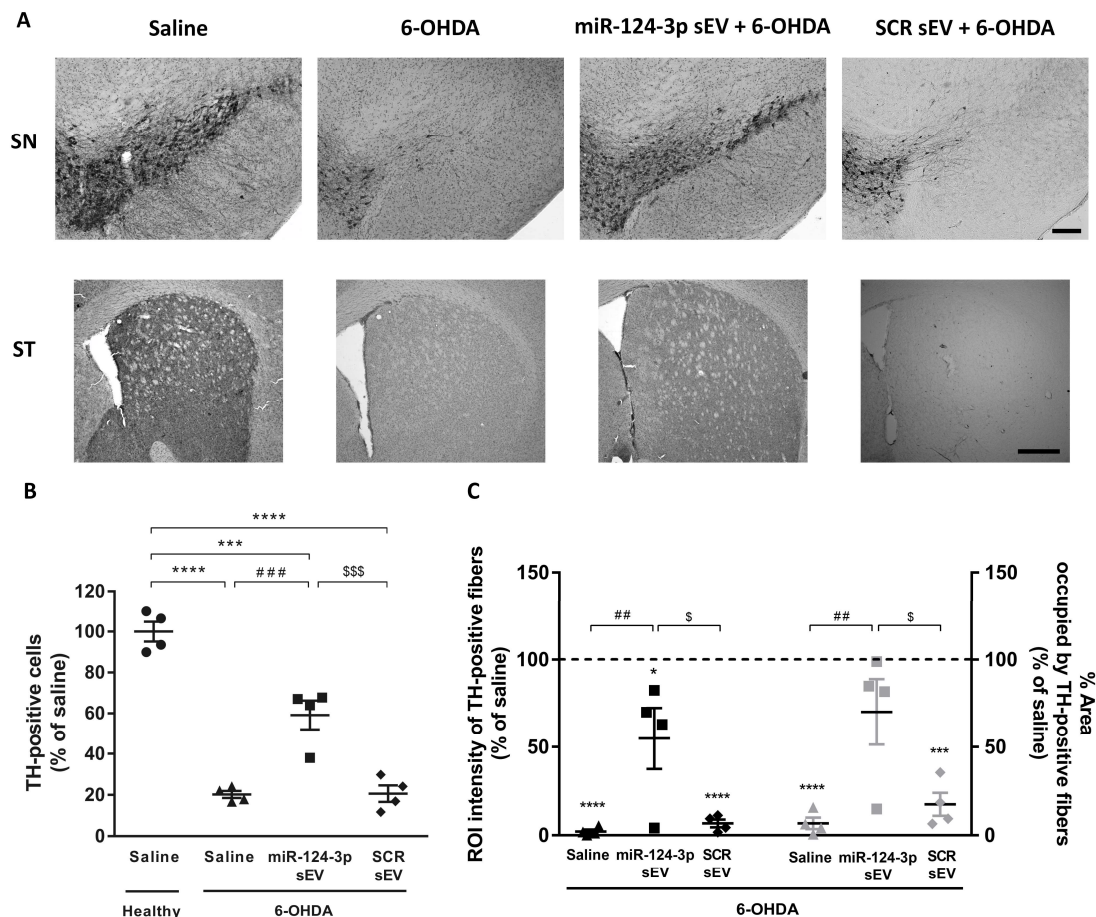 A
Saline 6-OHDA miR-124-3p sEV + 6-OHDA SCR sEV + 6-OHDA
SN
ST
B
****
***
**** ### $$$
TH-positive cells
(% of saline)
120
100
80
60
40
20
0
Saline Saline miR-124-3p SCR
sEV sEV
Healthy 6-OHDA
C
ROI intensity of TH-positive fibers
(% of saline)
150
100
50
0
## $ ## $
*
***
**** **** ****
150
100
50
0
% Area
occupied by TH-positive fibers
(% of saline)
Saline miR-124-3p SCR Saline miR-124-3p SCR
sEV sEV sEV sEV
6-OHDA